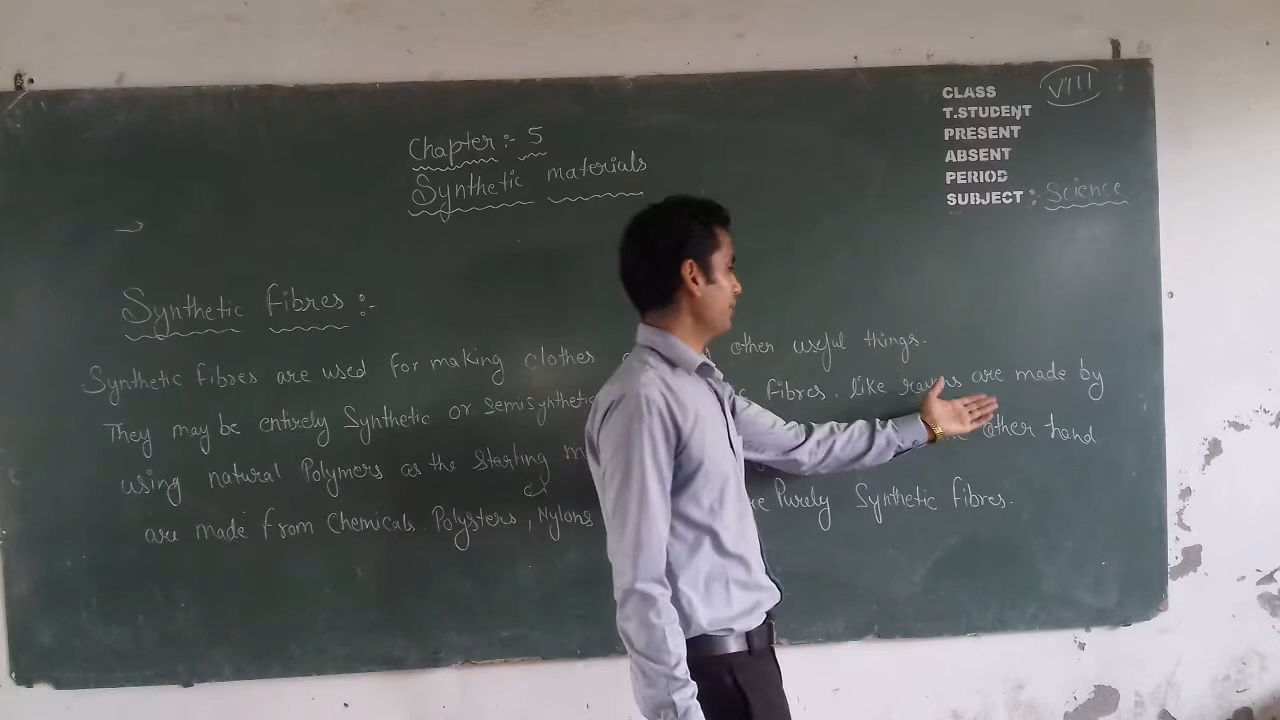 CLASS VIII
T.STUDENT
PRESENT
ABSENT
PERIOD
SUBJECT :- Science
Chapter :- 5
Synthetic materials
→
Synthetic Fibres :-
Synthetic Fibres are used for making clothes other useful things.
They may be entirely Synthetic or semisynthetic Fibres. like rayons are made by
using natural Polymers as the starting other hand
are made from Chemicals. Polysters, Nylons Purely Synthetic Fibres.